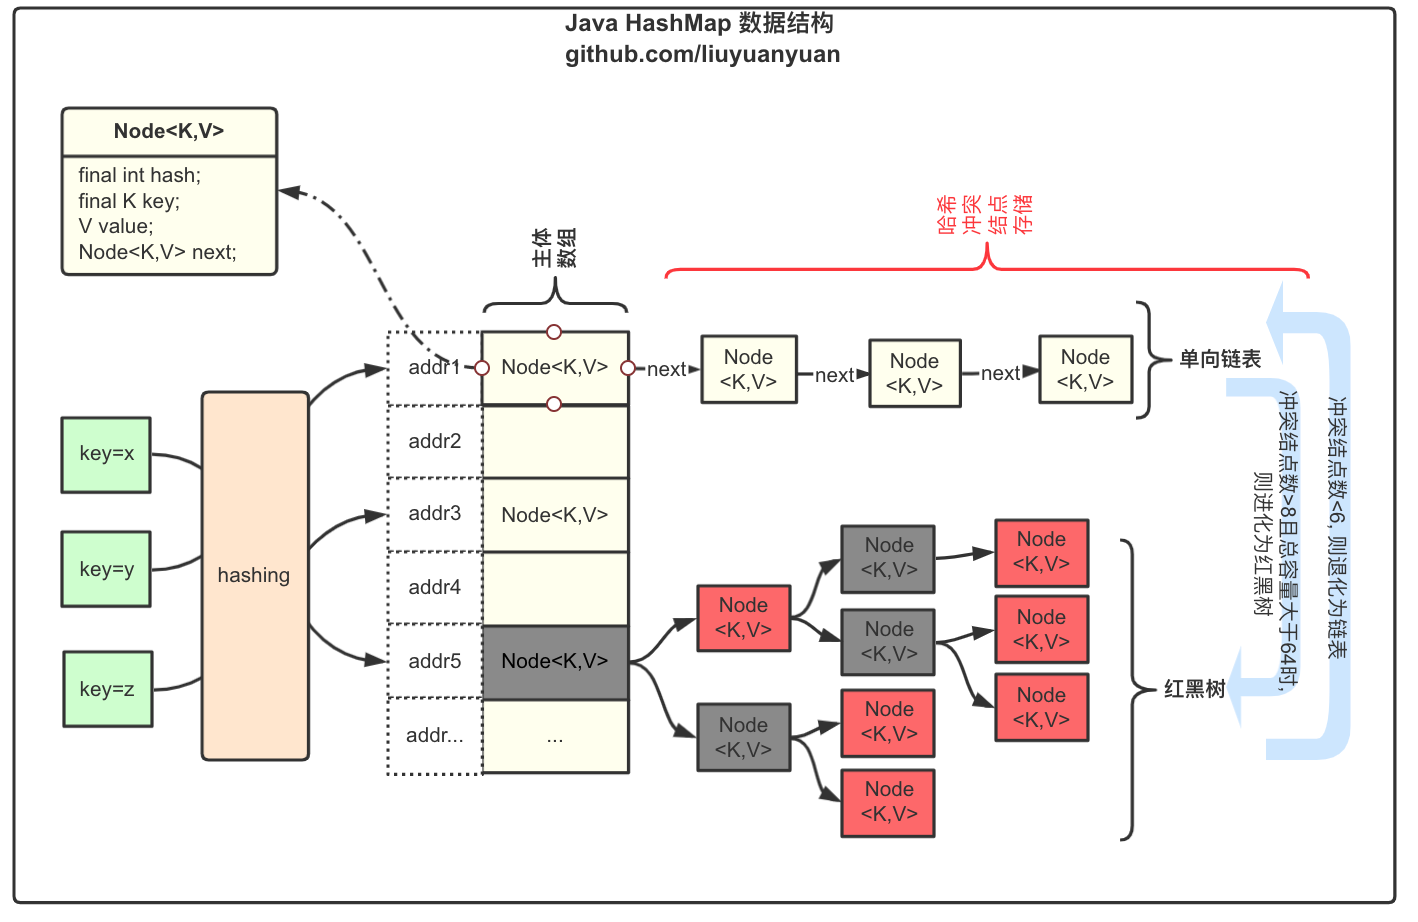 Java HashMap 数据结构
github.com/liuyuanyuan
Node<K,V>
final int hash;
final K key;
V value;
Node<K,V> next;
主体
数组
哈希
冲突
结点
存储
key=x
key=y
key=z
hashing
addr1
addr2
addr3
addr4
addr5
addr...
Node<K,V>
Node<K,V>
Node<K,V>
...
next
Node
<K,V>
next
Node
<K,V>
next
Node
<K,V>
单向链表
Node
<K,V>
Node
<K,V>
Node
<K,V>
Node
<K,V>
Node
<K,V>
Node
<K,V>
Node
<K,V>
Node
<K,V>
Node
<K,V>
红黑树
冲突结点数>8且总容量大于64时,
则进化为红黑树
冲突结点数<6, 则退化为链表